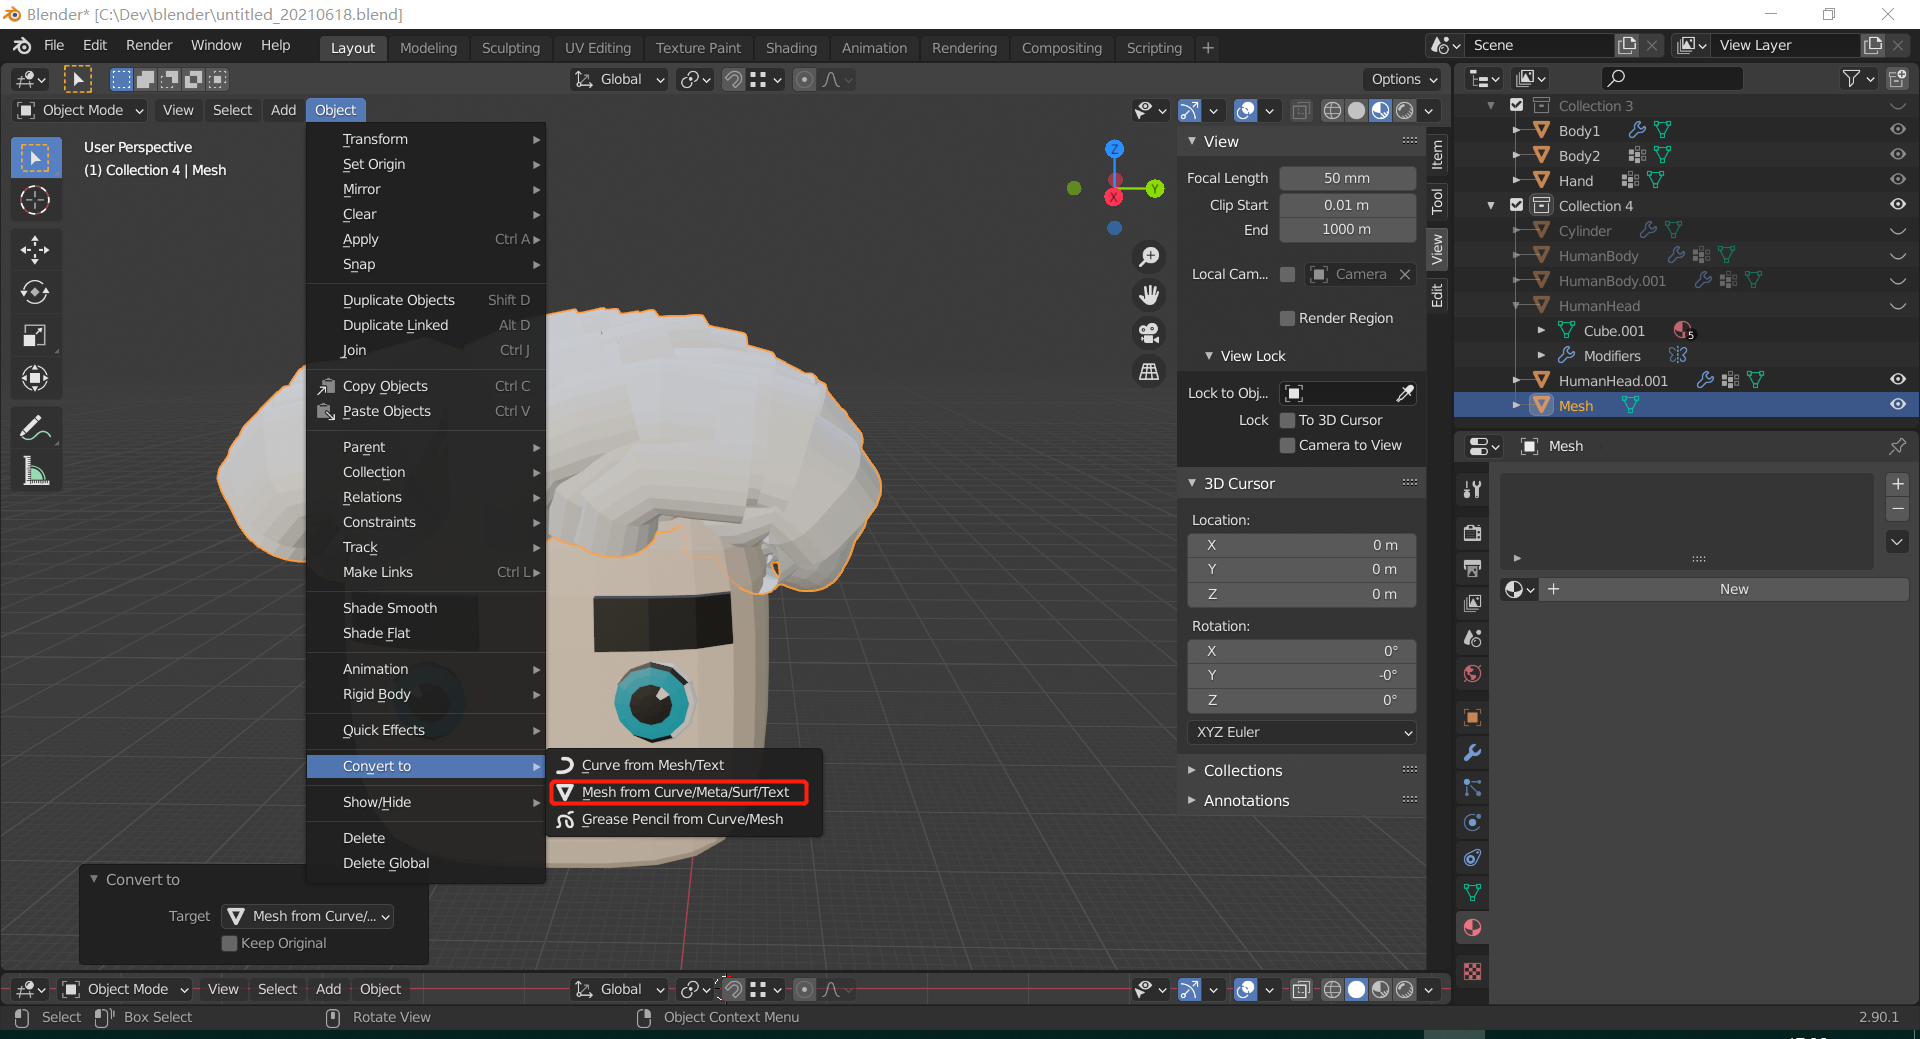 Blender* [C:\Dev\blender\untitled_20210618.blend]
File Edit Render Window Help
Layout Modeling Sculpting UV Editing Texture Paint Shading Animation Rendering Compositing Scripting +
Scene
View Layer
Global
Options
Object Mode View Select Add Object
User Perspective
(1) Collection 4 | Mesh
Transform
Set Origin
Mirror
Clear
Apply Ctrl A
Snap
Duplicate Objects Shift D
Duplicate Linked Alt D
Join Ctrl J
Copy Objects Ctrl C
Paste Objects Ctrl V
Parent
Collection
Relations
Constraints
Track
Make Links Ctrl L
Shade Smooth
Shade Flat
Animation
Rigid Body
Quick Effects
Convert to
Show/Hide
Delete
Delete Global
Curve from Mesh/Text
Mesh from Curve/Meta/Surf/Text
Grease Pencil from Curve/Mesh
Convert to
Target Mesh from Curve/...
Keep Original
Z
Y
X
View
Focal Length 50 mm
Clip Start 0.01 m
End 1000 m
Local Cam... Camera
Render Region
View Lock
Lock to Obj...
Lock To 3D Cursor
Camera to View
3D Cursor
Location:
X 0 m
Y 0 m
Z 0 m
Rotation:
X 0°
Y -0°
Z 0°
XYZ Euler
Collections
Annotations
Item
Tool
View
Edit
Collection 3
Body1
Body2
Hand
Collection 4
Cylinder
HumanBody
HumanBody.001
HumanHead
Cube.001 5
Modifiers
HumanHead.001
Mesh
Mesh
New
Object Mode View Select Add Object
Global
Select Box Select Rotate View Object Context Menu
2.90.1